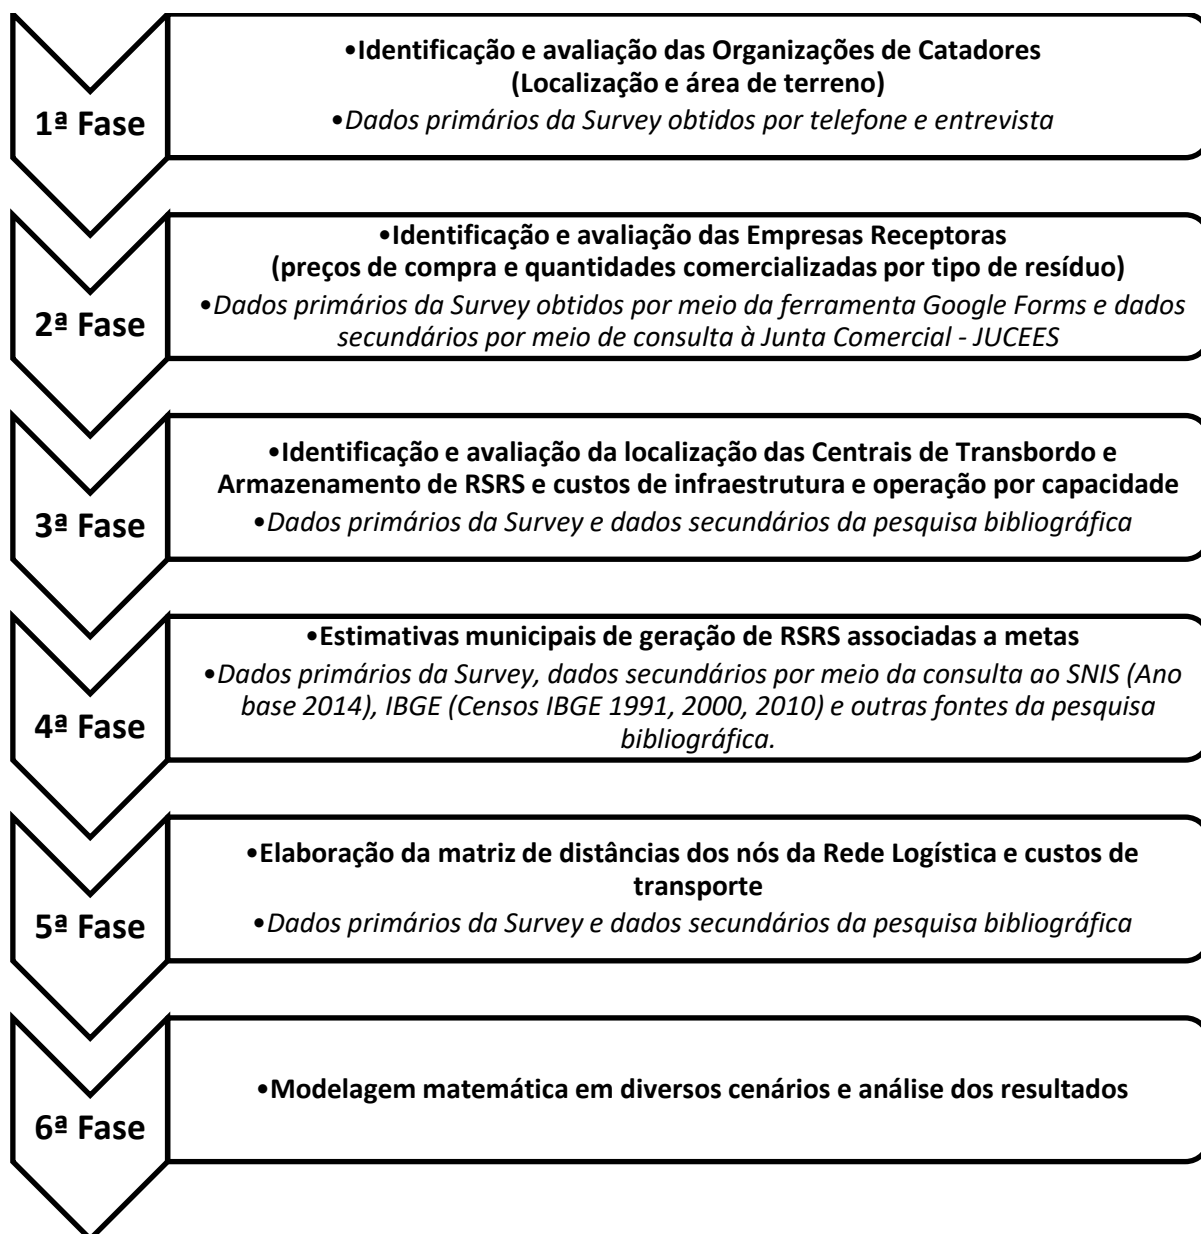 1ª Fase
•Identificação e avaliação das Organizações de Catadores
(Localização e área de terreno)
•Dados primários da Survey obtidos por telefone e entrevista
2ª Fase
•Identificação e avaliação das Empresas Receptoras
(preços de compra e quantidades comercializadas por tipo de resíduo)
•Dados primários da Survey obtidos por meio da ferramenta Google Forms e dados
secundários por meio de consulta à Junta Comercial - JUCEES
3ª Fase
•Identificação e avaliação da localização das Centrais de Transbordo e
Armazenamento de RSRS e custos de infraestrutura e operação por capacidade
•Dados primários da Survey e dados secundários da pesquisa bibliográfica
4ª Fase
•Estimativas municipais de geração de RSRS associadas a metas
•Dados primários da Survey, dados secundários por meio da consulta ao SNIS (Ano
base 2014), IBGE (Censos IBGE 1991, 2000, 2010) e outras fontes da pesquisa
bibliográfica.
5ª Fase
•Elaboração da matriz de distâncias dos nós da Rede Logística e custos de
transporte
•Dados primários da Survey e dados secundários da pesquisa bibliográfica
6ª Fase
•Modelagem matemática em diversos cenários e análise dos resultados